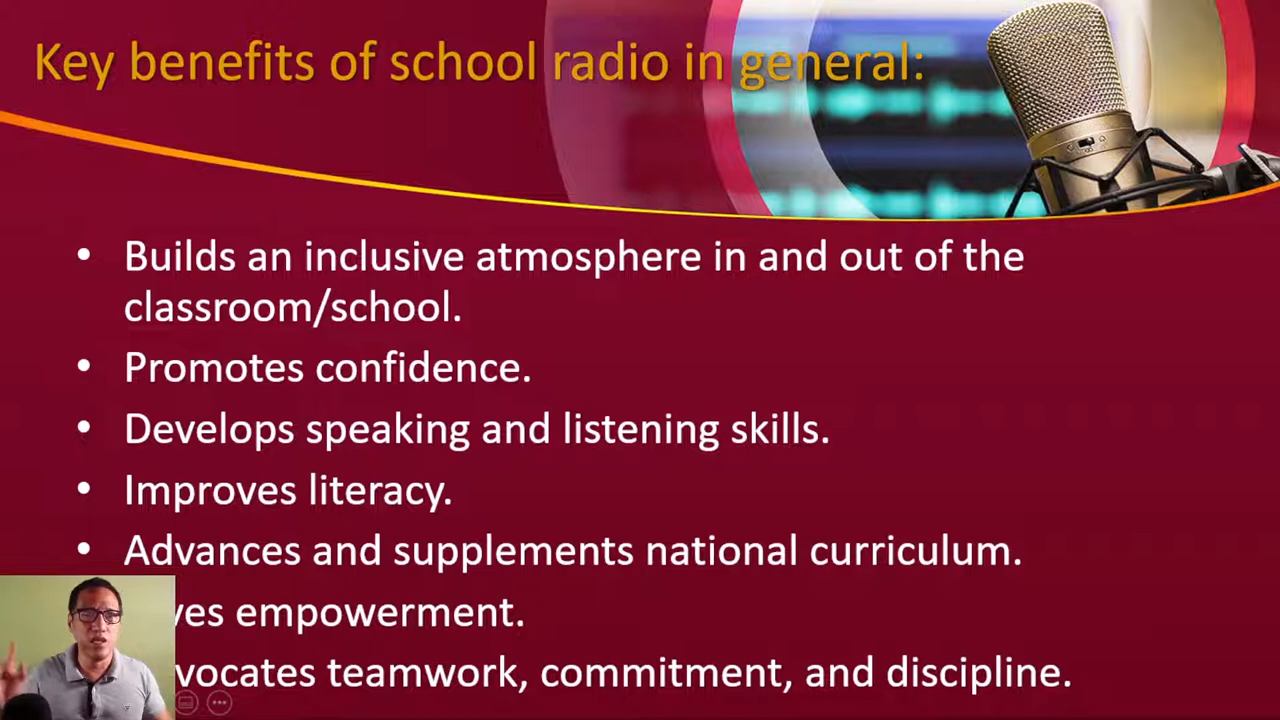 Key benefits of school radio in general:
• Builds an inclusive atmosphere in and out of the
classroom/school.
• Promotes confidence.
• Develops speaking and listening skills.
• Improves literacy.
• Advances and supplements national curriculum.
empowerment.
teamwork, commitment, and discipline.